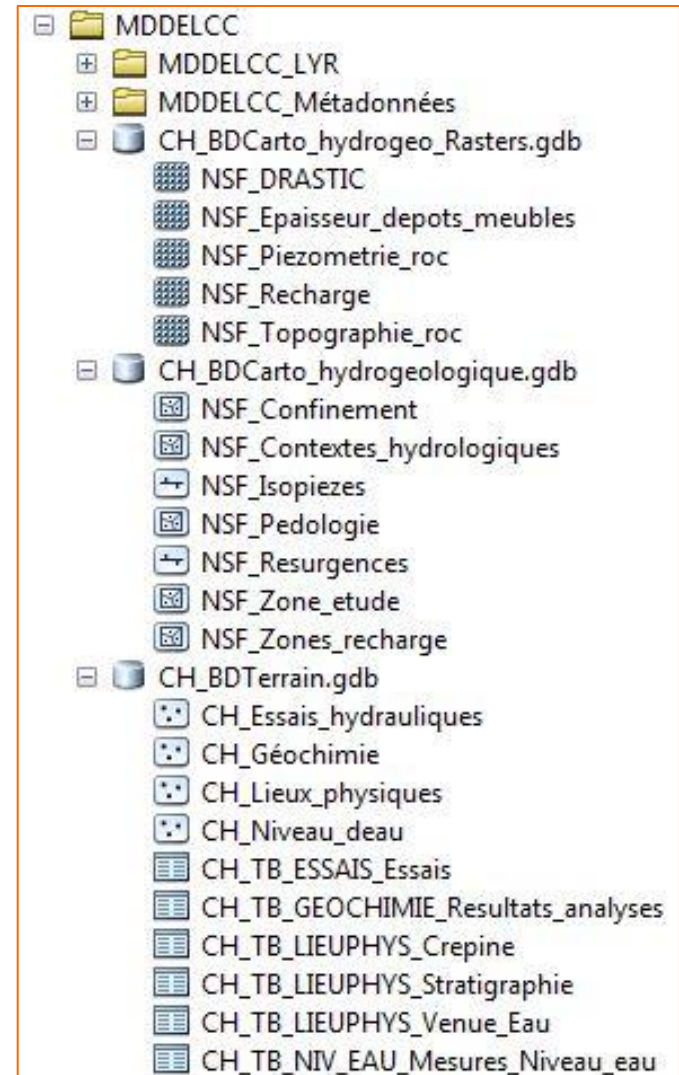 MDDELCC
MDDELCC_LYR
MDDELCC_Métadonnées
CH_BDCarto_hydrogeo_Rasters.gdb
NSF_DRASTIC
NSF_Epaisseur_depots_meubles
NSF_Piezometrie_roc
NSF_Recharge
NSF_Topographie_roc
CH_BDCarto_hydrogeologique.gdb
NSF_Confinement
NSF_Contextes_hydrologiques
NSF_Isopiezes
NSF_Pedologie
NSF_Resurgences
NSF_Zone_etude
NSF_Zones_recharge
CH_BDTerrain.gdb
CH_Essais_hydrauliques
CH_Géochimie
CH_Lieux_physiques
CH_Niveau_deau
CH_TB_ESSAIS_Essais
CH_TB_GEOCHIMIE_Resultats_analyses
CH_TB_LIEUPHYS_Crepine
CH_TB_LIEUPHYS_Stratigraphie
CH_TB_LIEUPHYS_Venue_Eau
CH_TB_NIV_EAU_Mesures_Niveau_eau